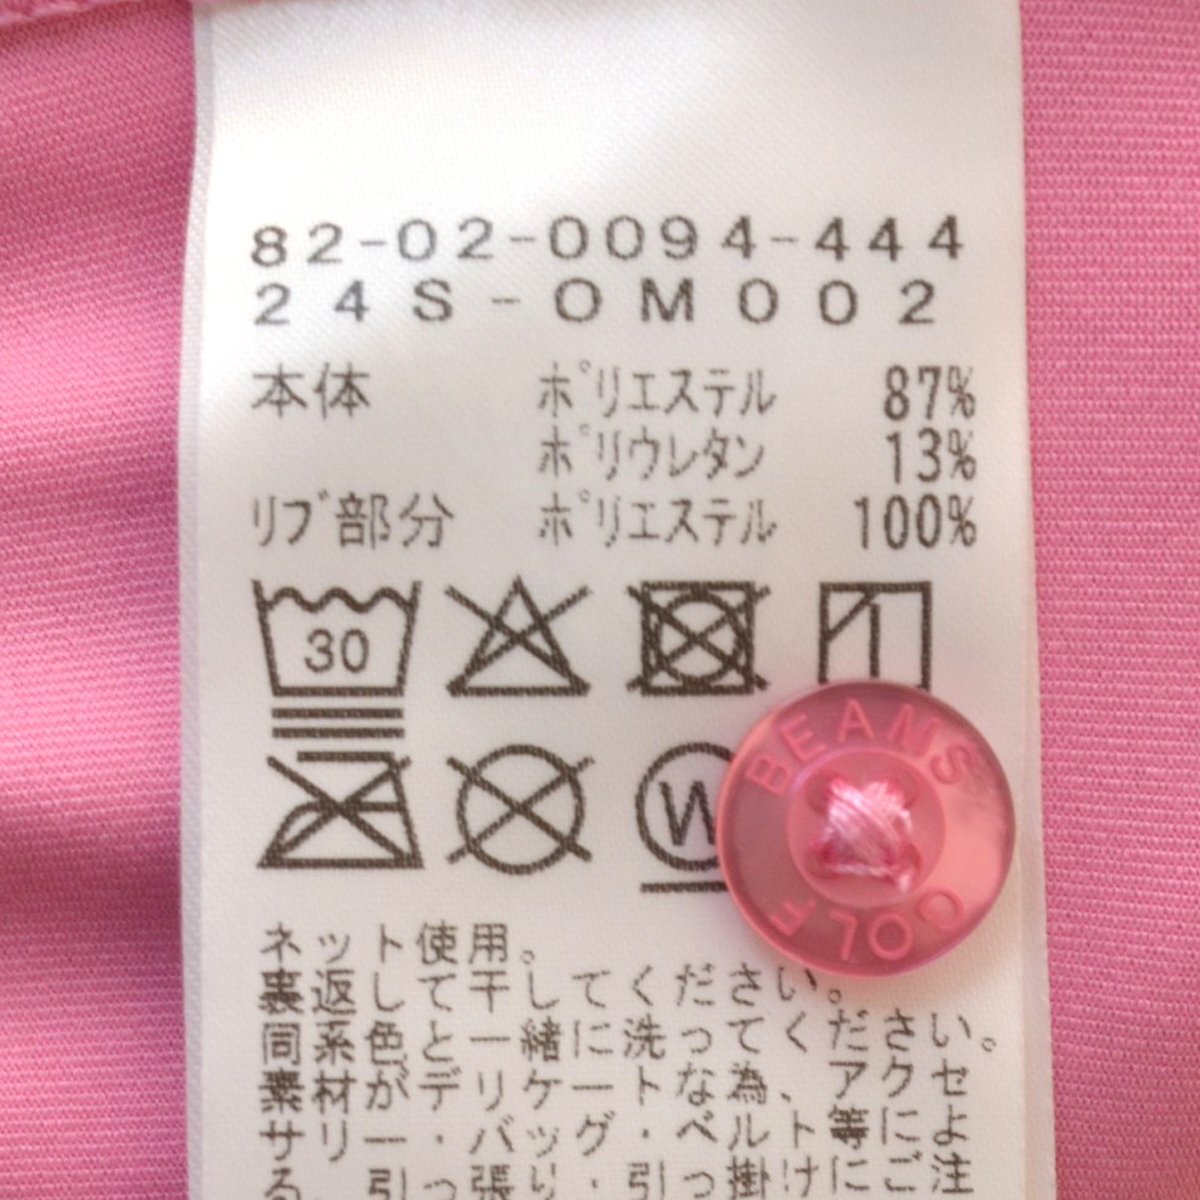 82-02-0094-444
24S-OM002
本体 ポリエステル 87%
ポリウレタン 13%
リブ部分 ポリエステル 100%
30
W
BEAMS
GOLF
ネット使用。
裏返して干してください。
同系色と一緒に洗ってください。
素材がデリケートな為、アクセ
サリー・バッグ・ベルト等によ
る、引っ張り・引っ掛けにご注